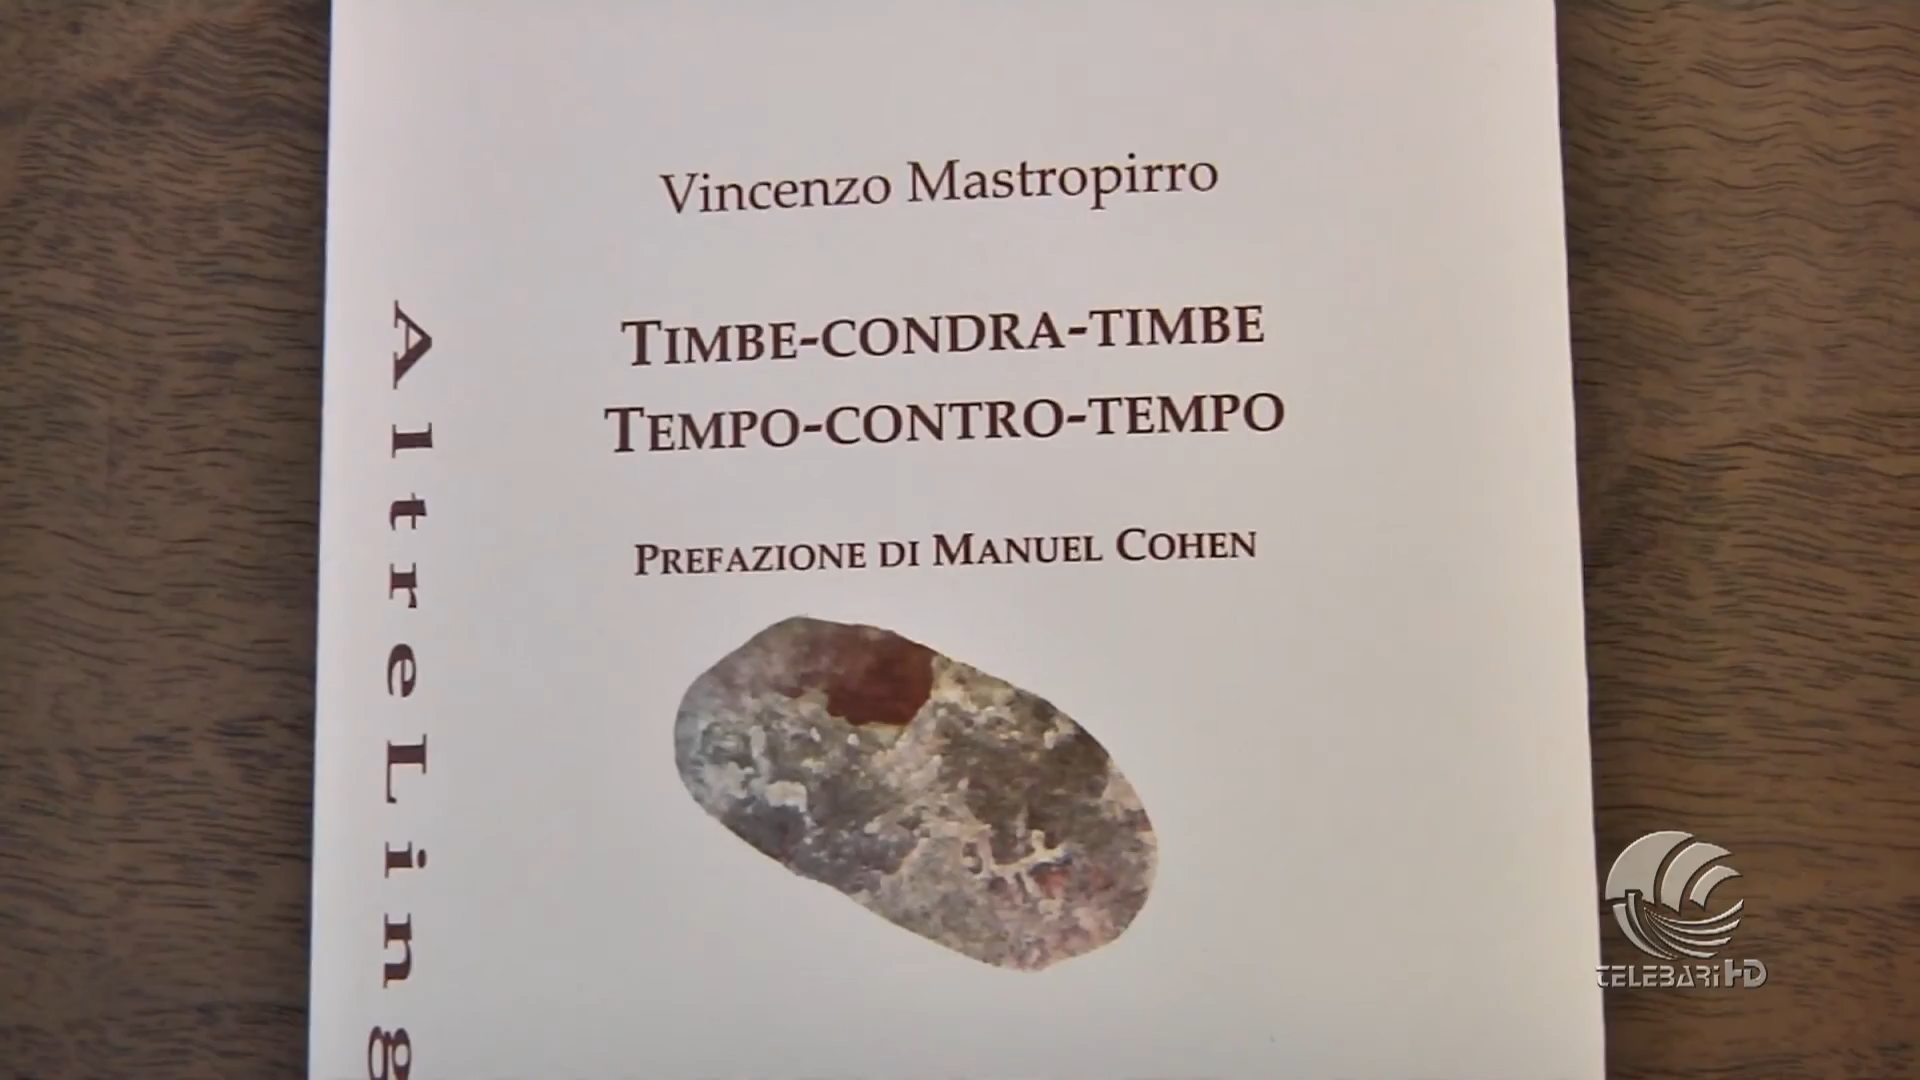 Vincenzo Mastropirro
TIMBE-CONDRA-TIMBE
TEMPO-CONTRO-TEMPO
PREFAZIONE DI MANUEL COHEN
AltreLing
TELEBARI HD